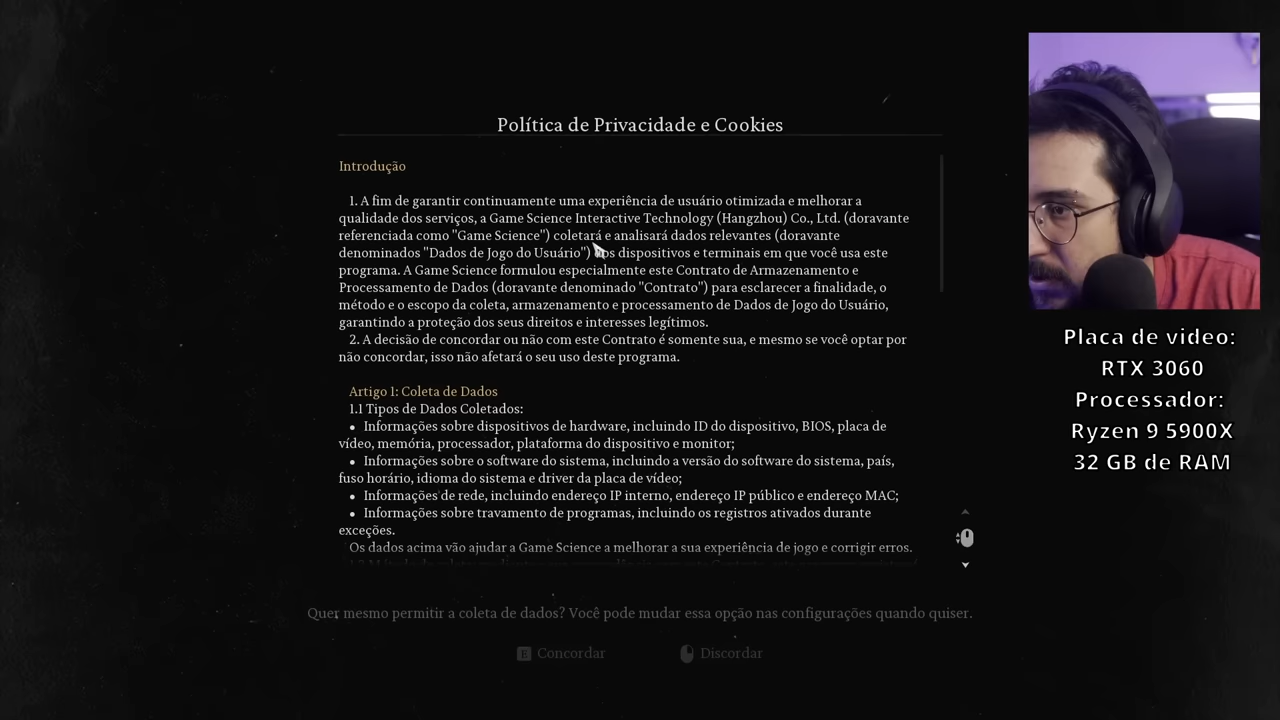 Política de Privacidade e Cookies
Introdução
1. A fim de garantir continuamente uma experiência de usuário otimizada e melhorar a
qualidade dos serviços, a Game Science Interactive Technology (Hangzhou) Co., Ltd. (doravante
referenciada como "Game Science") coletará e analisará dados relevantes (doravante
denominados "Dados de Jogo do Usuário") nos dispositivos e terminais em que você usa este
programa. A Game Science formulou especialmente este Contrato de Armazenamento e
Processamento de Dados (doravante denominado "Contrato") para esclarecer a finalidade, o
método e o escopo da coleta, armazenamento e processamento de Dados de Jogo do Usuário,
garantindo a proteção dos seus direitos e interesses legítimos.
2. A decisão de concordar ou não com este Contrato é somente sua, e mesmo se você optar por
não concordar, isso não afetará o seu uso deste programa.
Artigo 1: Coleta de Dados
1.1 Tipos de Dados Coletados:
• Informações sobre dispositivos de hardware, incluindo ID do dispositivo, BIOS, placa de
vídeo, memória, processador, plataforma do dispositivo e monitor;
• Informações sobre o software do sistema, incluindo a versão do software do sistema, país,
fuso horário, idioma do sistema e driver da placa de vídeo;
• Informações de rede, incluindo endereço IP interno, endereço IP público e endereço MAC;
• Informações sobre travamento de programas, incluindo os registros ativados durante
exceções.
Os dados acima vão ajudar a Game Science a melhorar a sua experiência de jogo e corrigir erros.
Quer mesmo permitir a coleta de dados? Você pode mudar essa opção nas configurações quando quiser.
E Concordar
Discordar
Placa de video:
RTX 3060
Processador:
Ryzen 9 5900X
32 GB de RAM